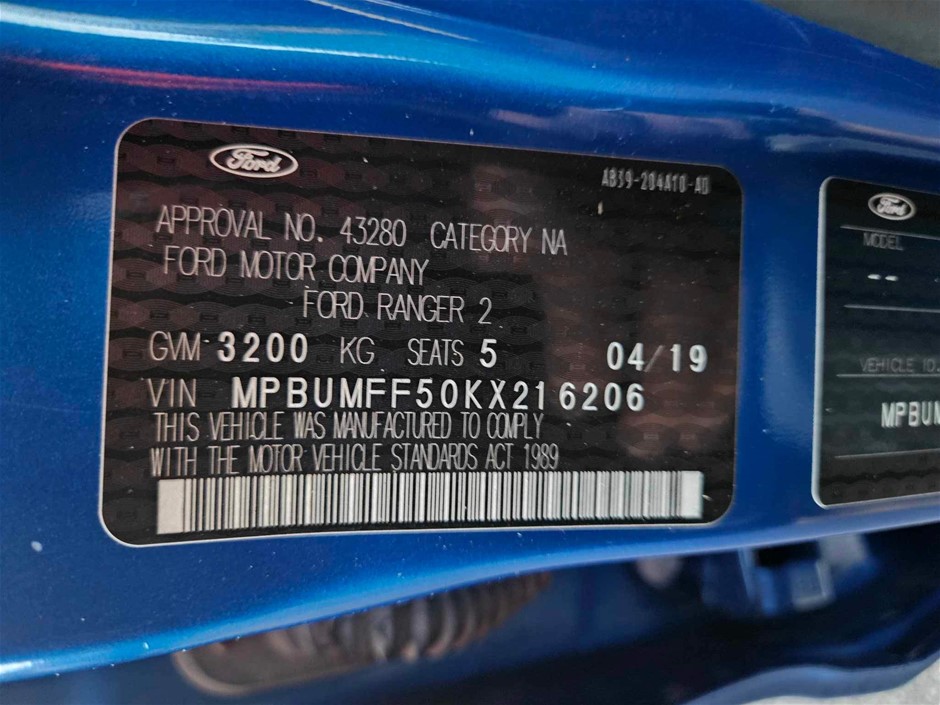 Ford
AB39-204A10-AD
APPROVAL NO. 43280 CATEGORY NA
FORD MOTOR COMPANY
FORD RANGER 2
GVM 3200 KG SEATS 5 04/19
VIN MPBUMFF50KX216206
THIS VEHICLE WAS MANUFACTURED TO COMPLY
WITH THE MOTOR VEHICLE STANDARDS ACT 1989
Ford
MODEL
--
VEHICLE ID.
MPBUM